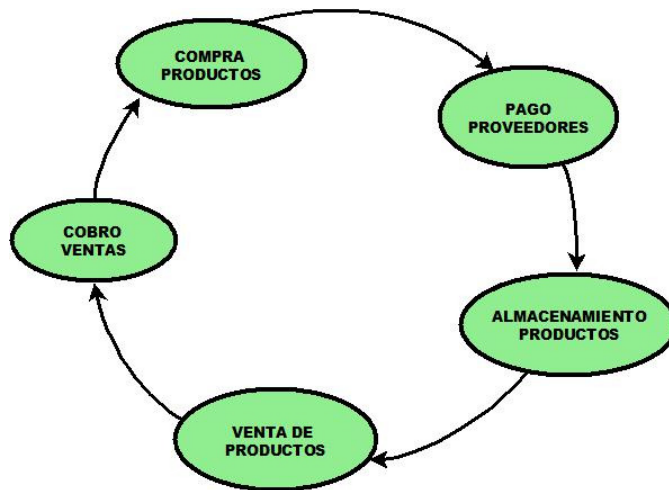 COMPRA
PRODUCTOS
PAGO
PROVEEDORES
ALMACENAMIENTO
PRODUCTOS
VENTA DE
PRODUCTOS
COBRO
VENTAS